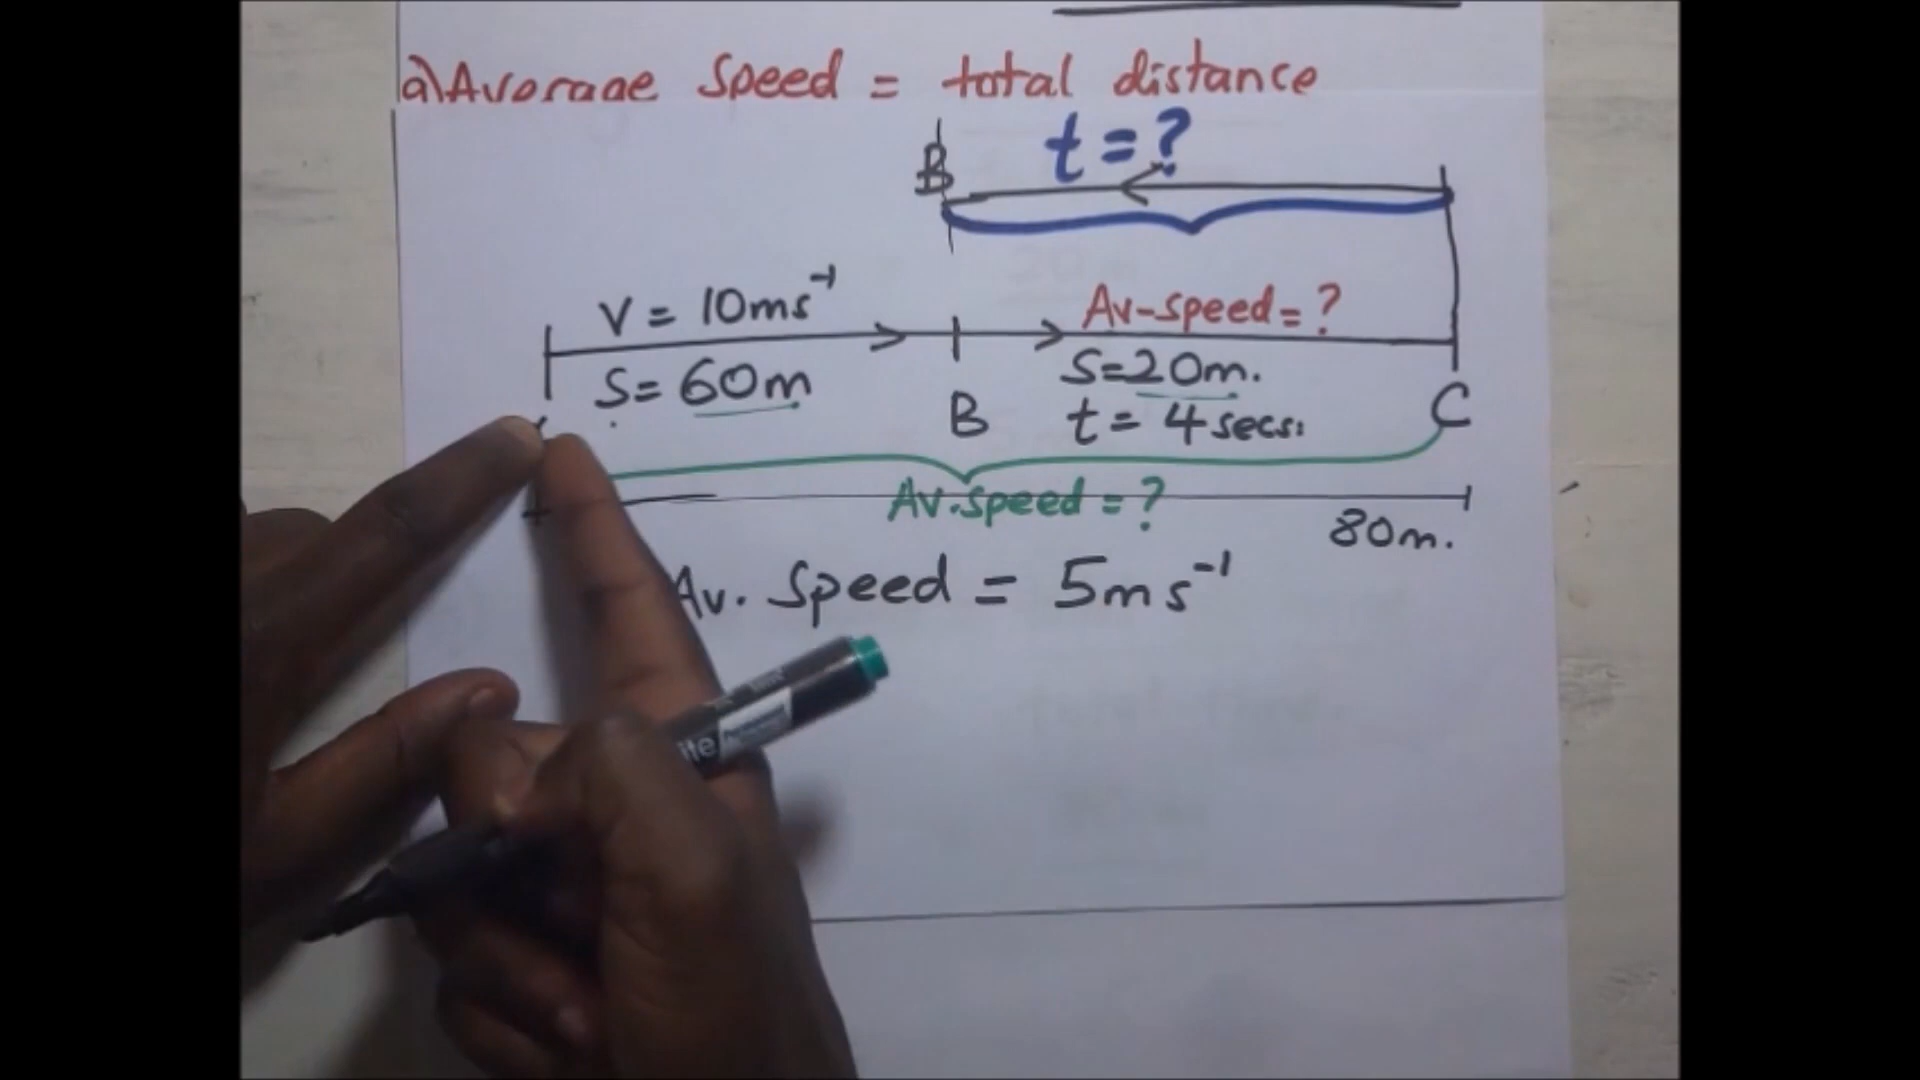 a) Average Speed = total distance
B t = ?
V = 10ms⁻¹ Av-speed = ?
S = 60m S=20m.
B t = 4 secs. C
Av. speed = ?
80m.
Av. Speed = 5ms⁻¹
ite